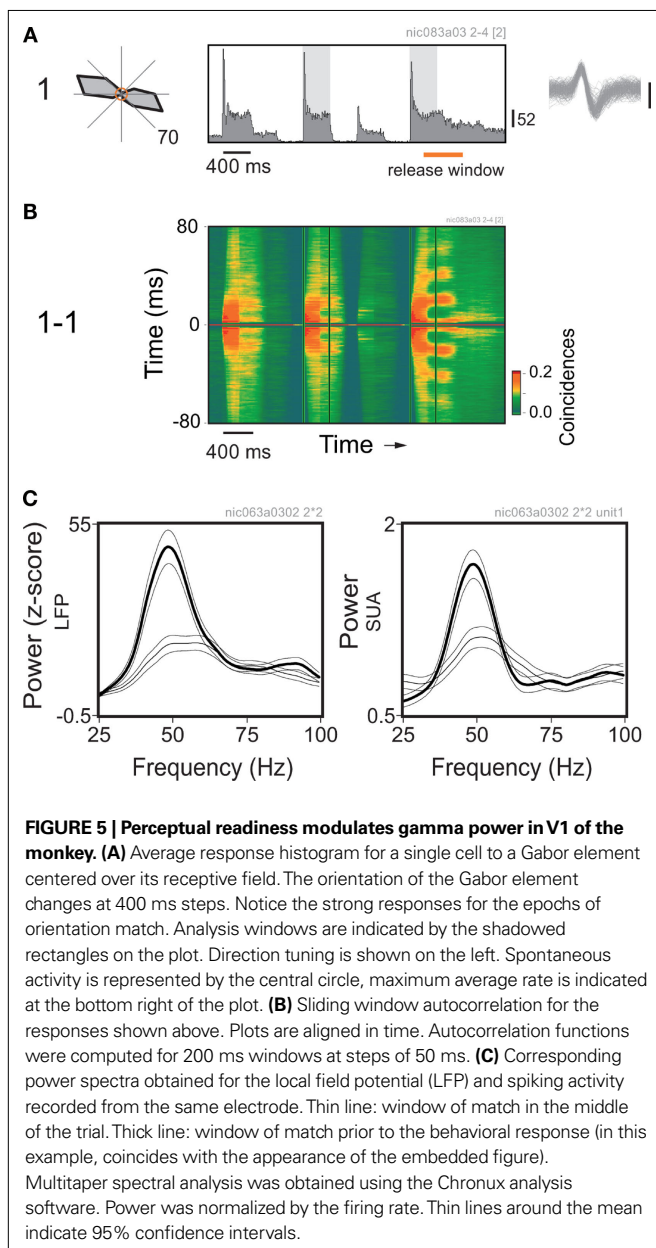 A
nic083a03 2-4 [2]
1
70
52
400 ms
release window
B
nic083a03 2-4 [2]
80
Time (ms)
1-1
0
-80
0.2
0.0
Coincidences
400 ms
Time →
C
nic063a0302 2*2
nic063a0302 2*2 unit1
55
2
Power (z-score)
LFP
Power
SUA
-0.5
0.5
25 50 75 100
25 50 75 100
Frequency (Hz)
Frequency (Hz)
FIGURE 5 | Perceptual readiness modulates gamma power in V1 of the
monkey. (A) Average response histogram for a single cell to a Gabor element
centered over its receptive field. The orientation of the Gabor element
changes at 400 ms steps. Notice the strong responses for the epochs of
orientation match. Analysis windows are indicated by the shadowed
rectangles on the plot. Direction tuning is shown on the left. Spontaneous
activity is represented by the central circle, maximum average rate is indicated
at the bottom right of the plot. (B) Sliding window autocorrelation for the
responses shown above. Plots are aligned in time. Autocorrelation functions
were computed for 200 ms windows at steps of 50 ms. (C) Corresponding
power spectra obtained for the local field potential (LFP) and spiking activity
recorded from the same electrode. Thin line: window of match in the middle
of the trial. Thick line: window of match prior to the behavioral response (in this
example, coincides with the appearance of the embedded figure).
Multitaper spectral analysis was obtained using the Chronux analysis
software. Power was normalized by the firing rate. Thin lines around the mean
indicate 95% confidence intervals.